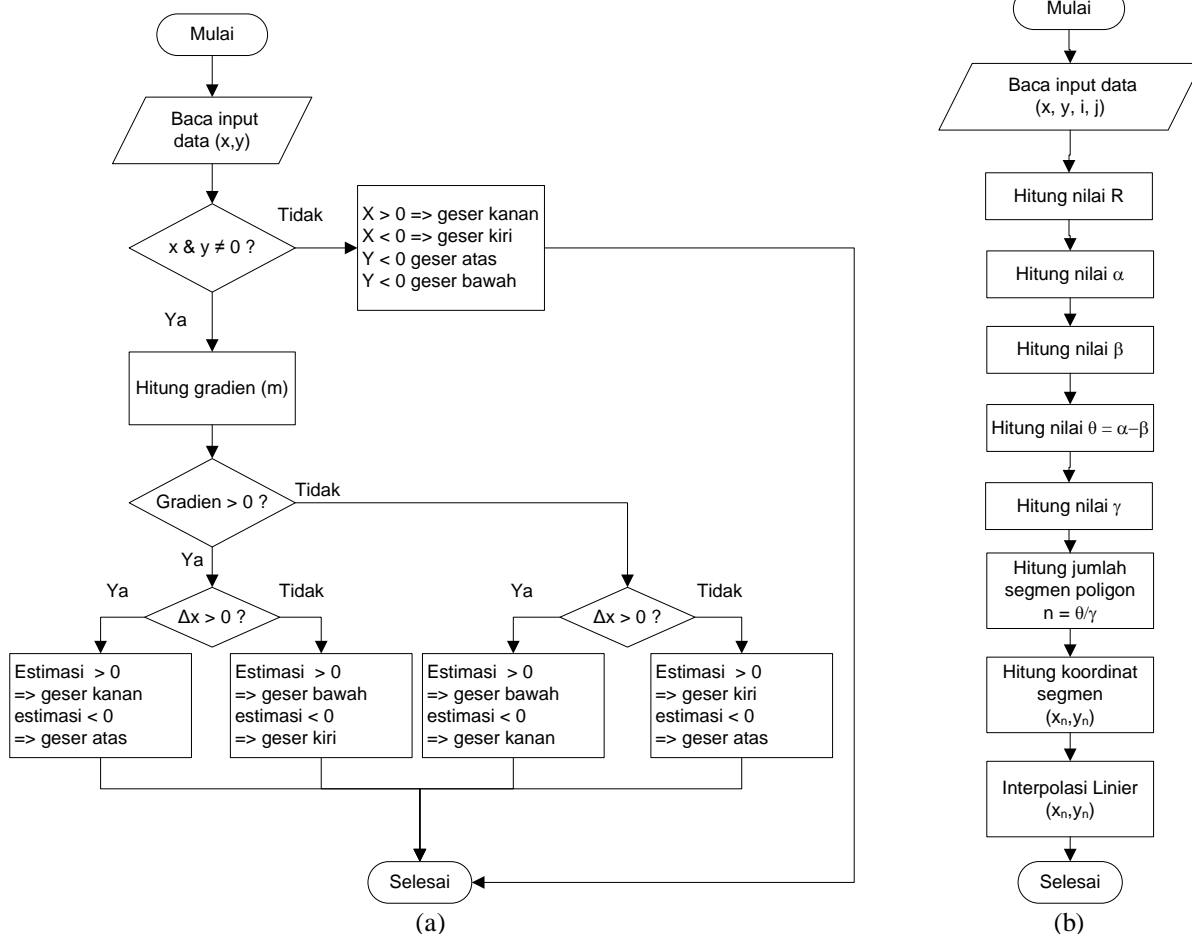 Mulai
Baca input
data (x,y)
x & y ≠ 0 ?
Tidak
X > 0 => geser kanan
X < 0 => geser kiri
Y < 0 geser atas
Y < 0 geser bawah
Ya
Hitung gradien (m)
Gradien > 0 ?
Tidak
Ya
Ya
Δx > 0 ?
Tidak
Ya
Δx > 0 ?
Tidak
Estimasi > 0
=> geser kanan
estimasi < 0
=> geser atas
Estimasi > 0
=> geser bawah
estimasi < 0
=> geser kiri
Estimasi > 0
=> geser bawah
estimasi < 0
=> geser kanan
Estimasi > 0
=> geser kiri
estimasi < 0
=> geser atas
Selesai
(a)
Mulai
Baca input data
(x, y, i, j)
Hitung nilai R
Hitung nilai α
Hitung nilai β
Hitung nilai θ = α−β
Hitung nilai γ
Hitung jumlah
segmen poligon
n = θ/γ
Hitung koordinat
segmen
(xₙ,yₙ)
Interpolasi Linier
(xₙ,yₙ)
Selesai
(b)